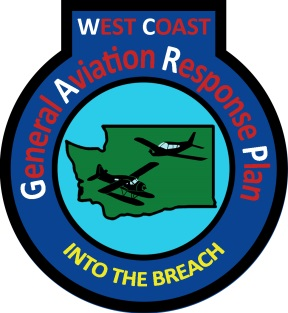 WEST COAST
General Aviation Response Plan
INTO THE BREACH